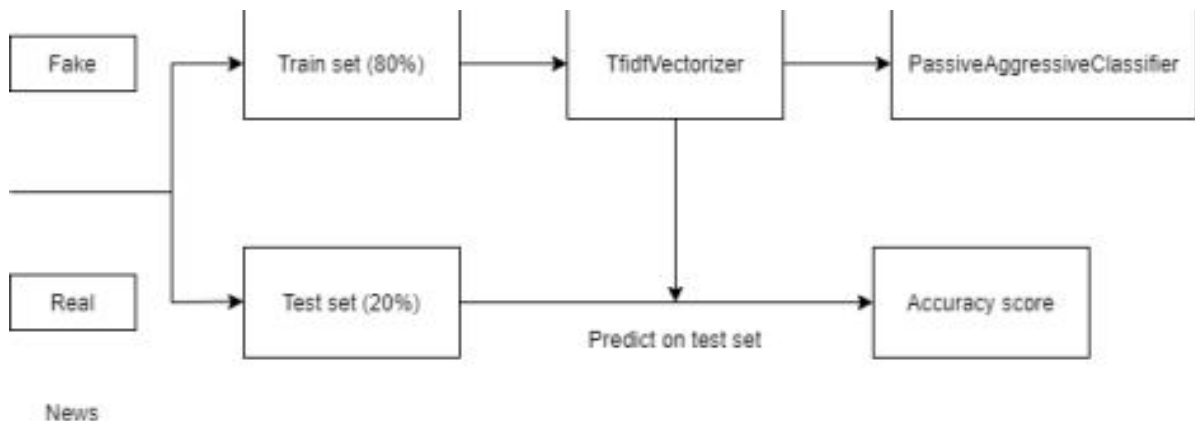 Fake
Train set (80%)
TfidfVectorizer
PassiveAggressiveClassifier
Real
Test set (20%)
Predict on test set
Accuracy score
News